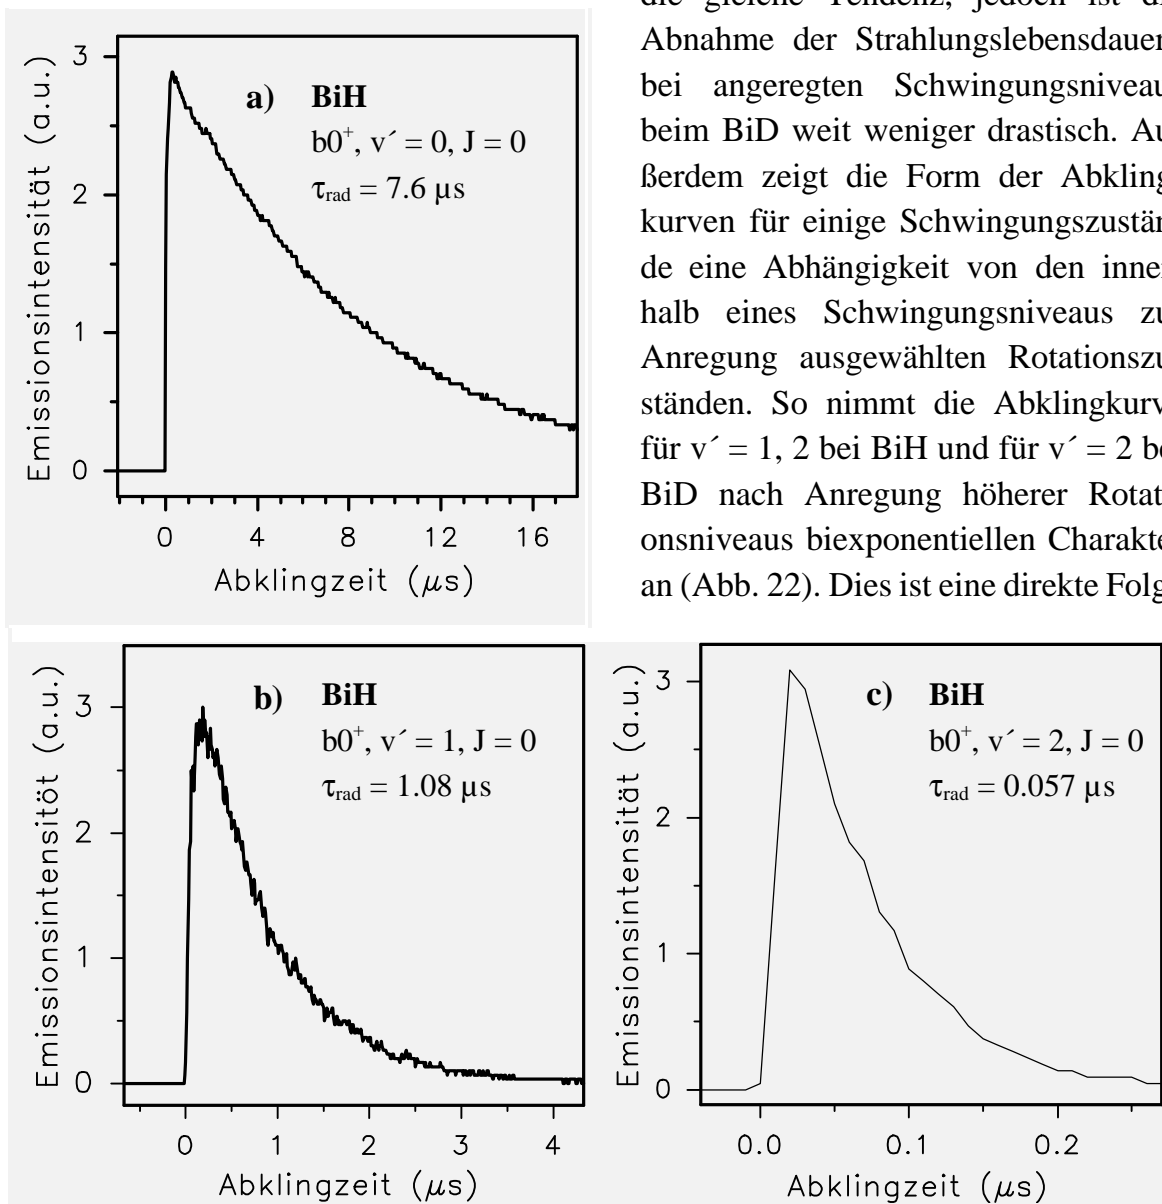 3
2
1
0
Emissionsintensität (a.u.)
a) BiH
b0⁺, v´ = 0, J = 0
τrad = 7.6 µs
0 4 8 12 16
Abklingzeit (μs)
Abnahme der Strahlungslebensdauer
bei angeregten Schwingungsniveau
beim BiD weit weniger drastisch. Au
ßerdem zeigt die Form der Abkling
kurven für einige Schwingungszustän
de eine Abhängigkeit von den inner
halb eines Schwingungsniveaus zu
Anregung ausgewählten Rotationszu
ständen. So nimmt die Abklingkurv
für v´ = 1, 2 bei BiH und für v´ = 2 be
BiD nach Anregung höherer Rotat
onsniveaus biexponentiellen Charakte
an (Abb. 22). Dies ist eine direkte Folg
3
2
1
0
Emissionsintensitöt (a.u.)
b) BiH
b0⁺, v´ = 1, J = 0
τrad = 1.08 µs
0 1 2 3 4
Abklingzeit (μs)
3
2
1
0
Emissionsintensität (a.u.)
c) BiH
b0⁺, v´ = 2, J = 0
τrad = 0.057 µs
0.0 0.1 0.2
Abklingzeit (μs)